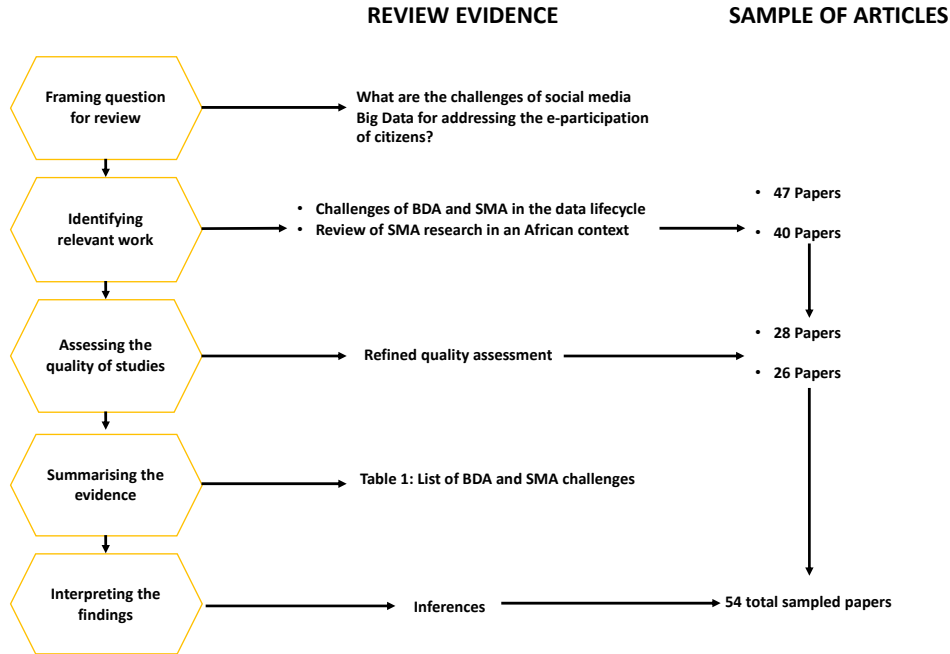 REVIEW EVIDENCE
SAMPLE OF ARTICLES
Framing question
for review
What are the challenges of social media
Big Data for addressing the e-participation
of citizens?
Identifying
relevant work
• Challenges of BDA and SMA in the data lifecycle
• Review of SMA research in an African context
• 47 Papers
• 40 Papers
Assessing the
quality of studies
Refined quality assessment
• 28 Papers
• 26 Papers
Summarising the
evidence
Table 1: List of BDA and SMA challenges
Interpreting the
findings
Inferences
54 total sampled papers